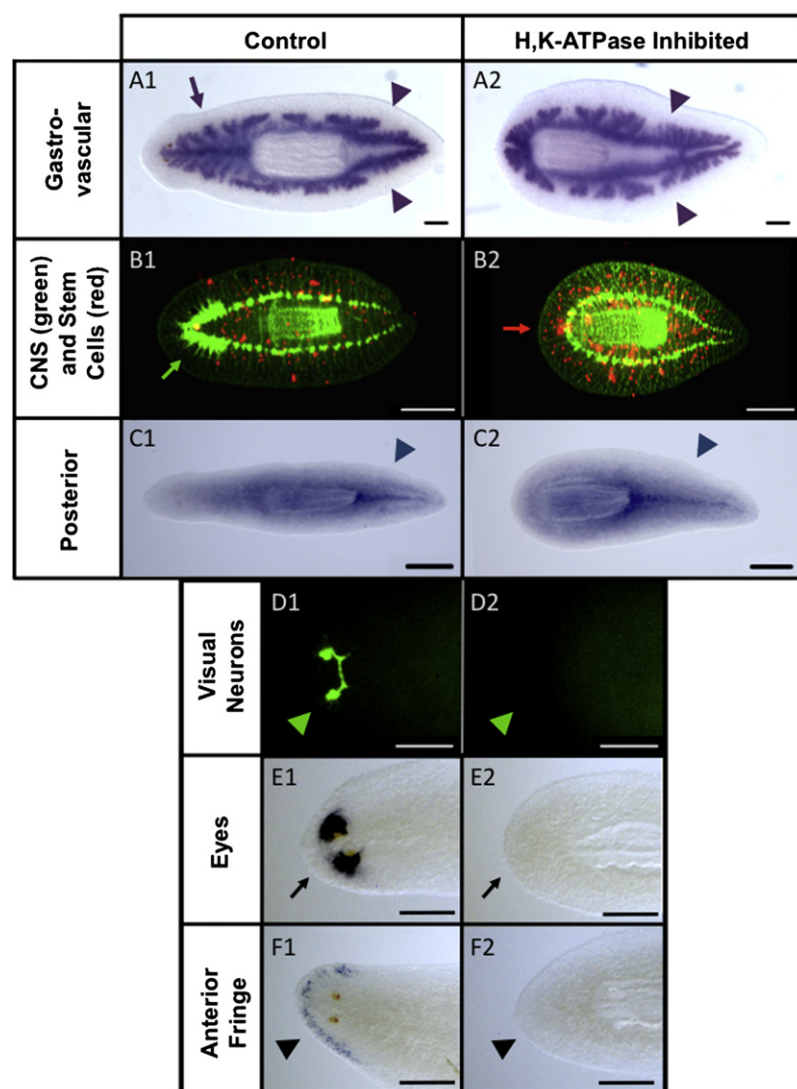 Control
H,K-ATPase Inhibited
Gastro-
vascular
A1
A2
CNS (green)
and Stem
Cells (red)
B1
B2
Posterior
C1
C2
Visual
Neurons
D1
D2
Eyes
E1
E2
Anterior
Fringe
F1
F2